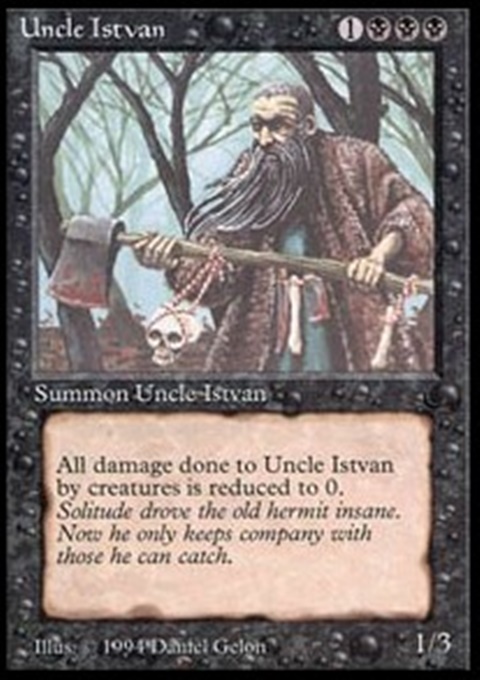 Uncle Istvan 1
Summon Uncle Istvan
All damage done to Uncle Istvan
by creatures is reduced to 0.
Solitude drove the old hermit insane.
Now he only keeps company with
those he can catch.
Illus. © 1994 Daniel Gelon 1/3